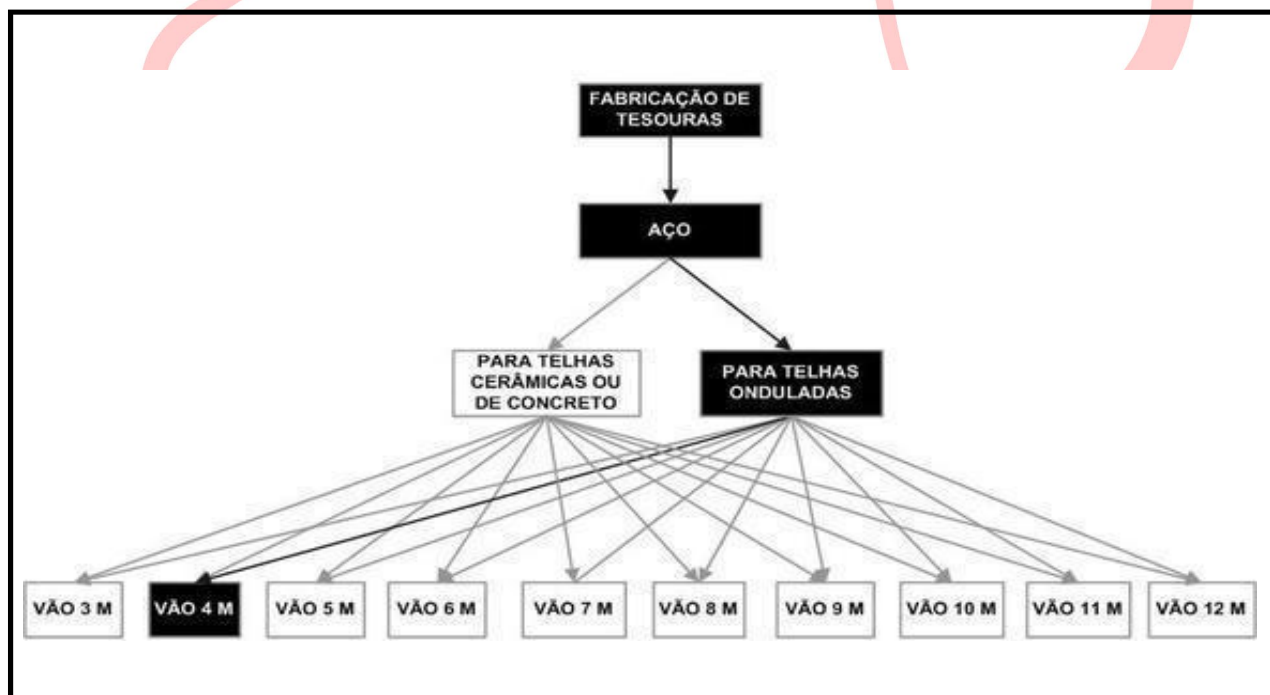 FABRICAÇÃO DE
TESOURAS
AÇO
PARA TELHAS
CERÂMICAS OU
DE CONCRETO
PARA TELHAS
ONDULADAS
VÃO 3 M
VÃO 4 M
VÃO 5 M
VÃO 6 M
VÃO 7 M
VÃO 8 M
VÃO 9 M
VÃO 10 M
VÃO 11 M
VÃO 12 M